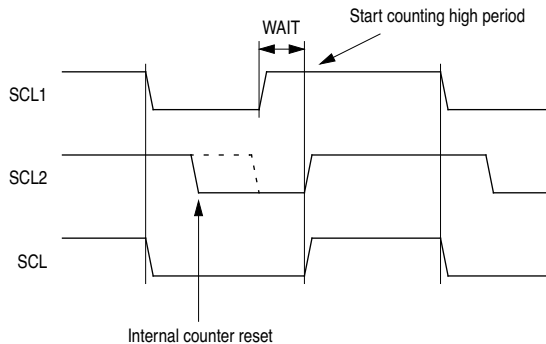 Start counting high period
WAIT
SCL1
SCL2
SCL
Internal counter reset